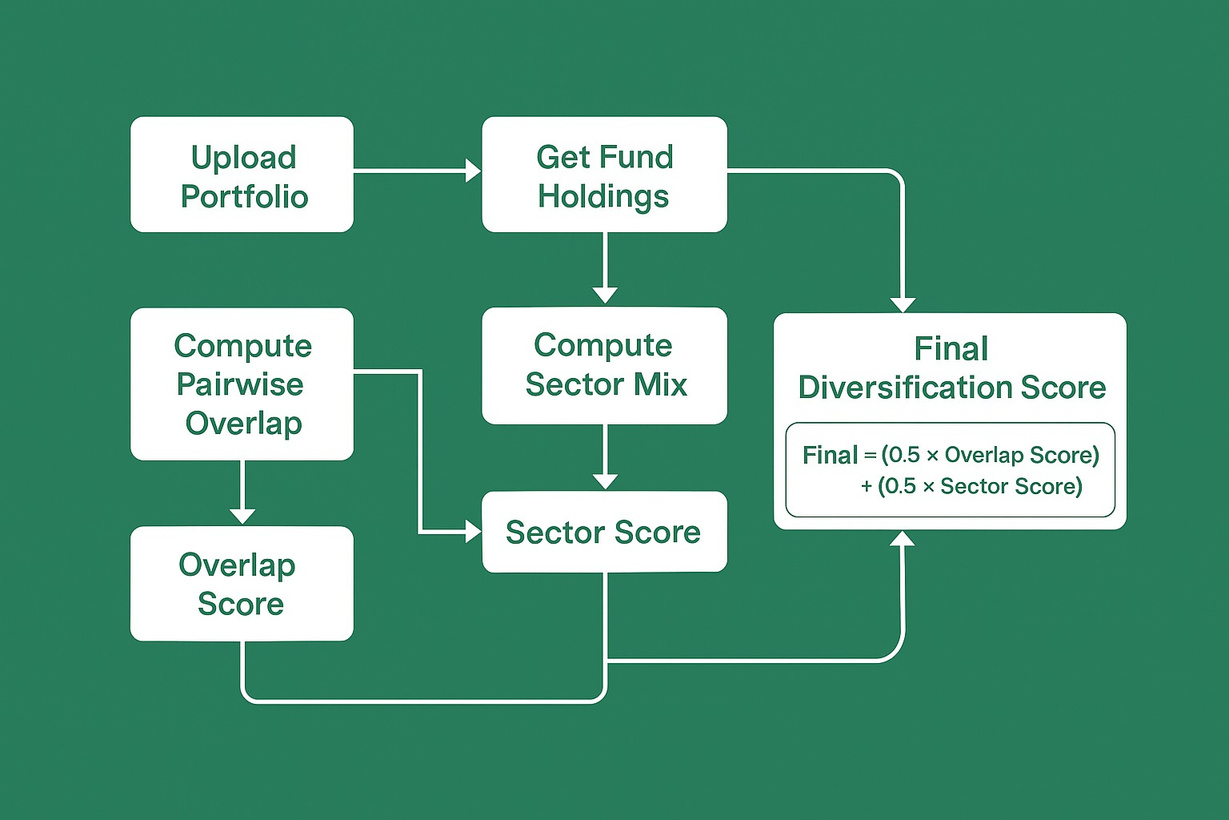 Upload
Portfolio
Get Fund
Holdings
Compute
Pairwise
Overlap
Compute
Sector Mix
Final
Diversification Score
Final = (0.5 × Overlap Score)
+ (0.5 × Sector Score)
Sector Score
Overlap
Score